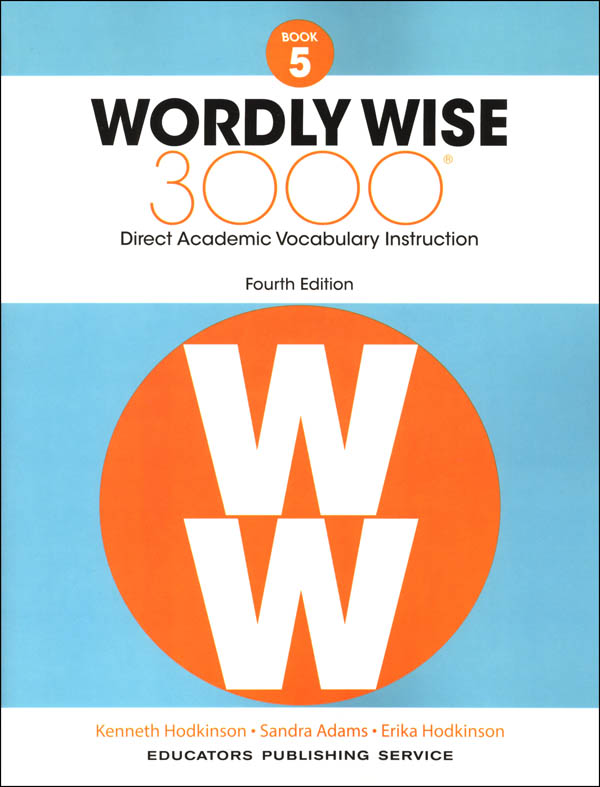 BOOK
5
WORDLY WISE
3000®
Direct Academic Vocabulary Instruction
Fourth Edition
W
W
Kenneth Hodkinson • Sandra Adams • Erika Hodkinson
EDUCATORS PUBLISHING SERVICE